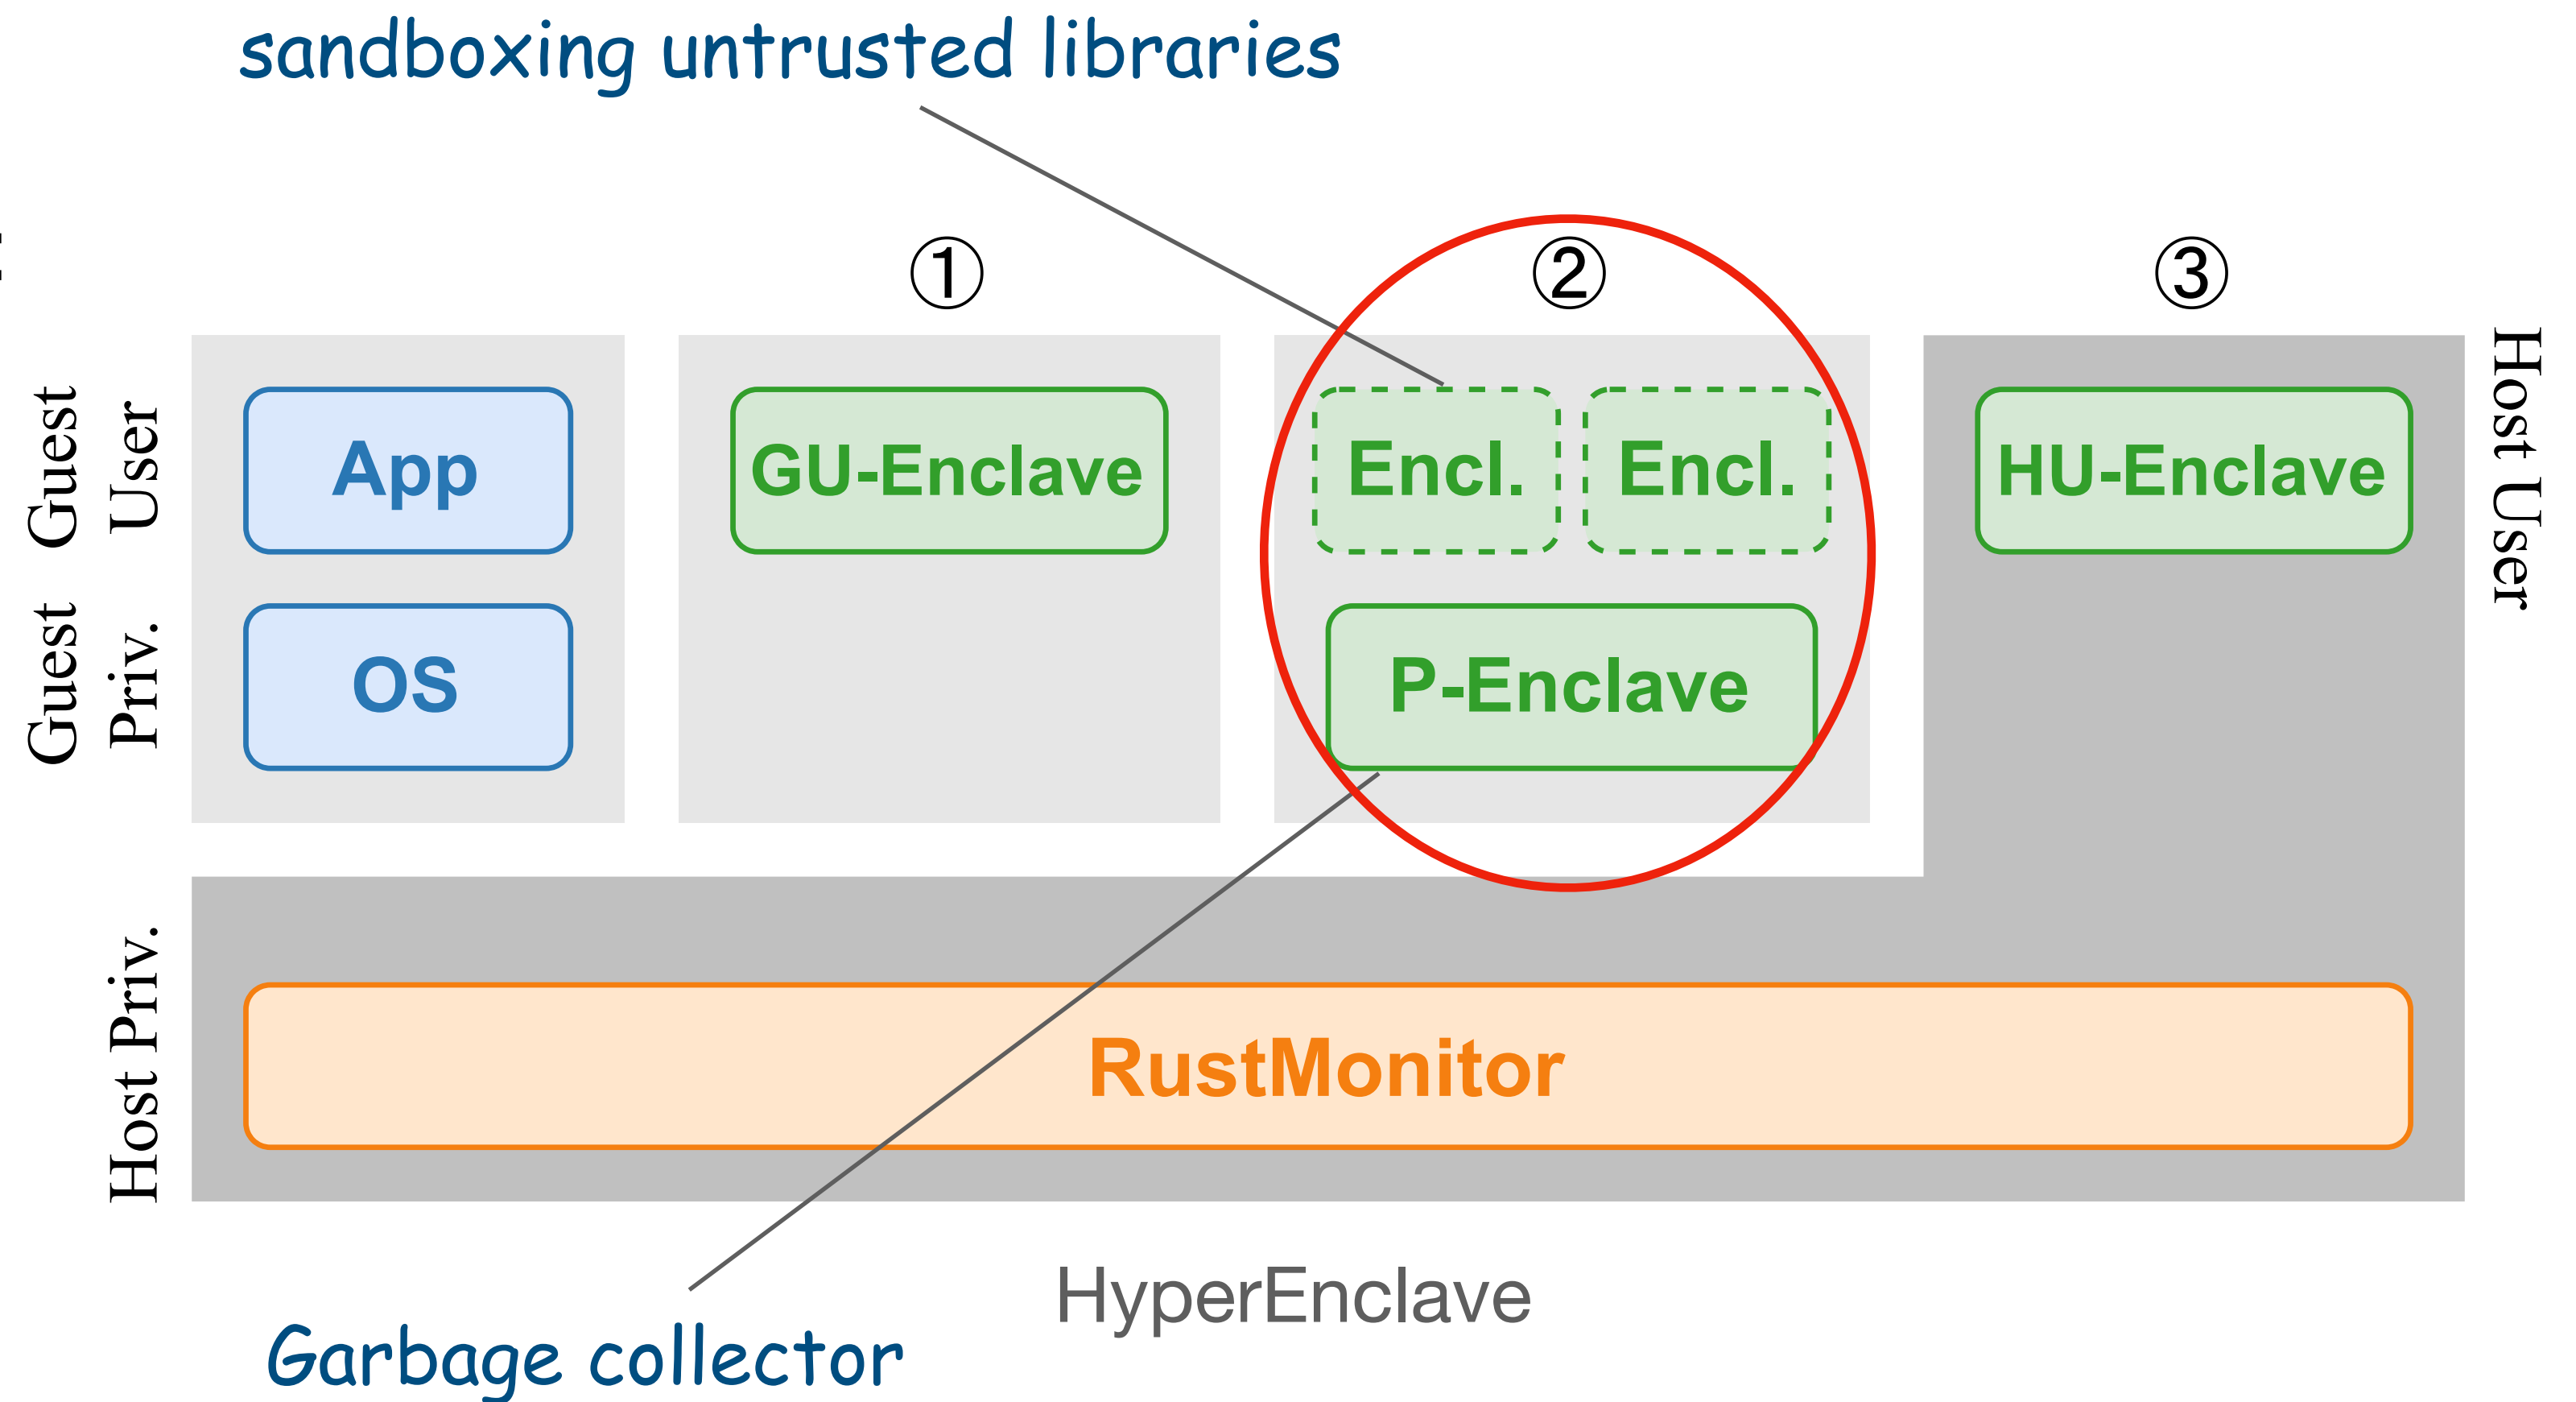 sandboxing untrusted libraries
① ② ③
Guest
User
App
GU-Enclave
Encl.
Encl.
HU-Enclave
Host User
Guest
Priv.
OS
P-Enclave
Host Priv.
RustMonitor
HyperEnclave
Garbage collector